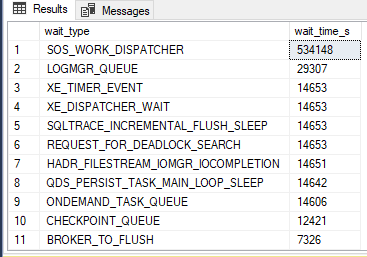 Results Messages
wait_type wait_time_s
1 SOS_WORK_DISPATCHER 534148
2 LOGMGR_QUEUE 29307
3 XE_TIMER_EVENT 14653
4 XE_DISPATCHER_WAIT 14653
5 SQLTRACE_INCREMENTAL_FLUSH_SLEEP 14653
6 REQUEST_FOR_DEADLOCK_SEARCH 14653
7 HADR_FILESTREAM_IOMGR_IOCOMPLETION 14651
8 QDS_PERSIST_TASK_MAIN_LOOP_SLEEP 14642
9 ONDEMAND_TASK_QUEUE 14606
10 CHECKPOINT_QUEUE 12421
11 BROKER_TO_FLUSH 7326